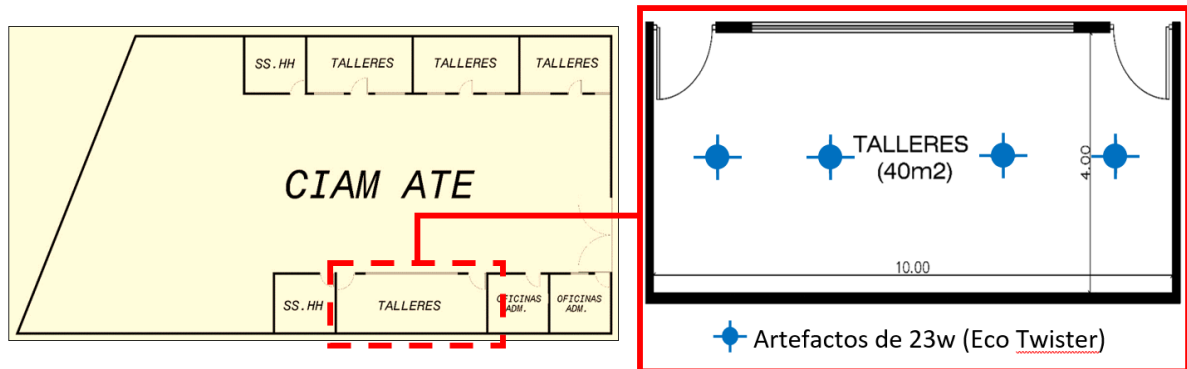 SS.HH
TALLERES
TALLERES
TALLERES
CIAM ATE
SS.HH
TALLERES
OFICINAS
ADM.
OFICINAS
ADM.
TALLERES
(40m2)
4.00
10.00
Artefactos de 23w (Eco Twister)